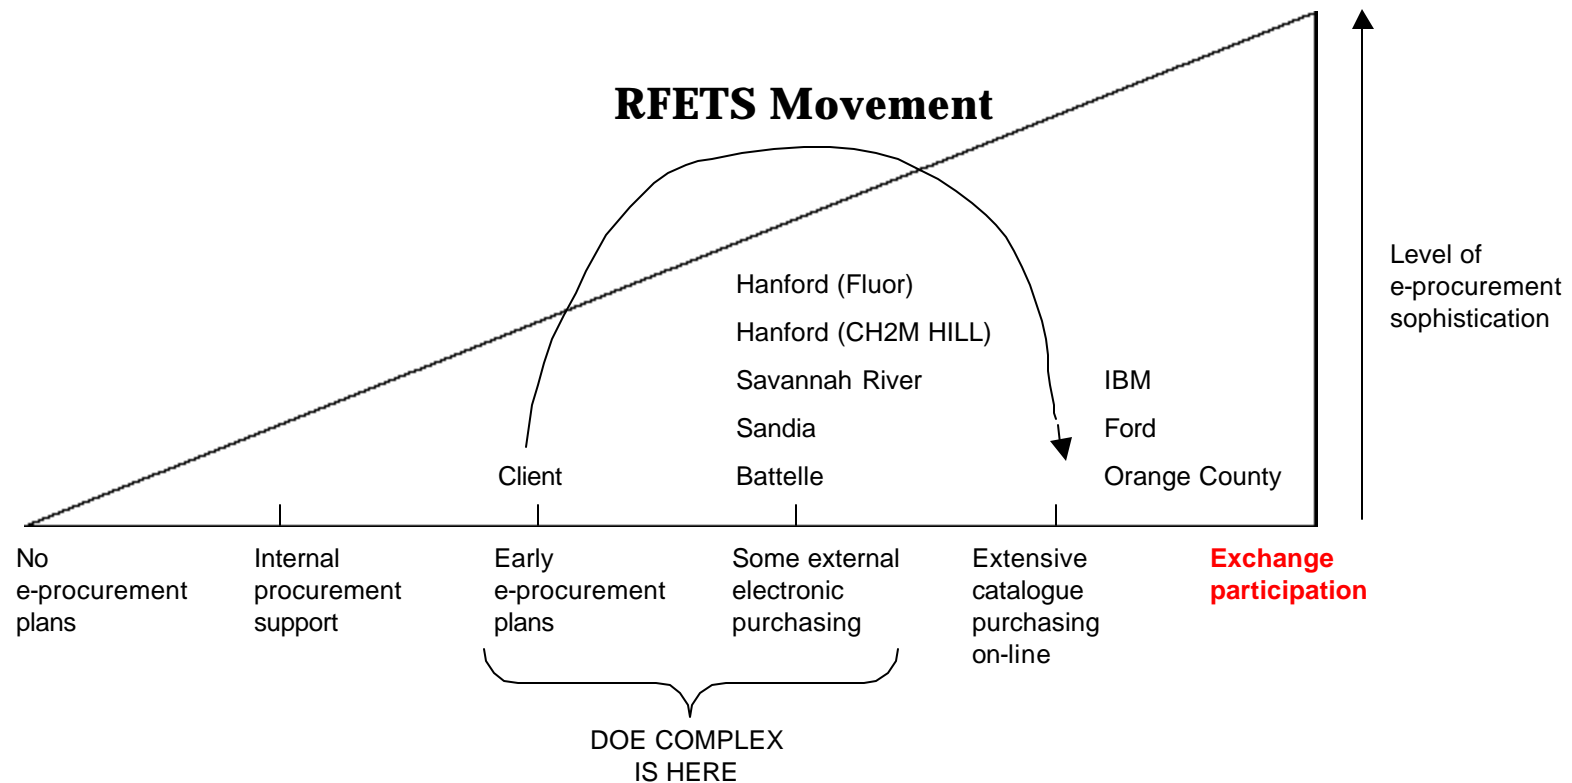 RFETS Movement
Level of
e-procurement
sophistication
Hanford (Fluor)
Hanford (CH2M HILL)
Savannah River
Sandia
Battelle
IBM
Ford
Orange County
Client
No
e-procurement
plans
Internal
procurement
support
Early
e-procurement
plans
Some external
electronic
purchasing
Extensive
catalogue
purchasing
on-line
Exchange
participation
DOE COMPLEX
IS HERE